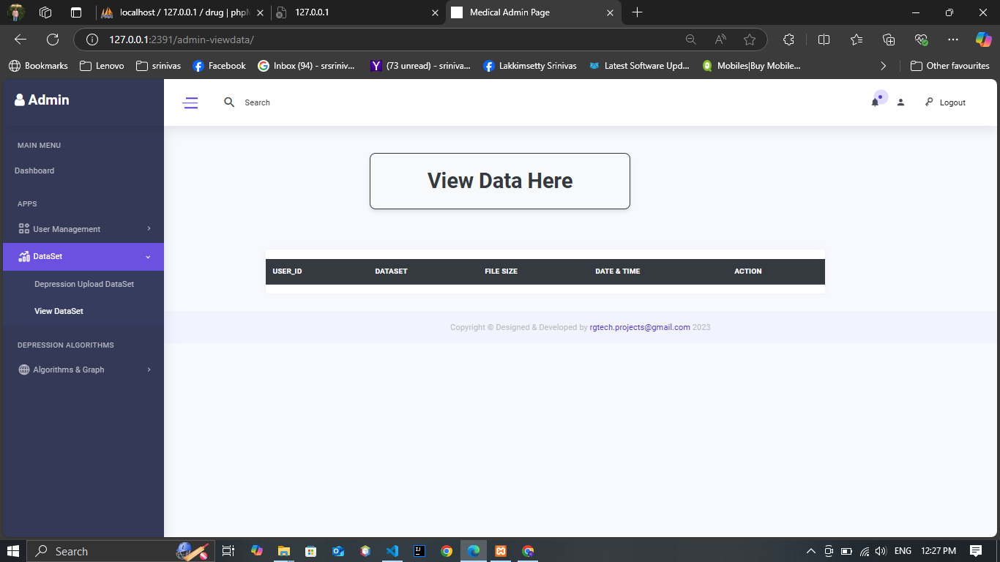 localhost / 127.0.0.1 / drug | phpM
127.0.0.1
Medical Admin Page
127.0.0.1:2391/admin-viewdata/
Bookmarks
Lenovo
srinivas
Facebook
Inbox (94) - srsriniv...
(73 unread) - sriniva...
Lakkimsetty Srinivas
Latest Software Upd...
Mobiles|Buy Mobile...
Other favourites
Admin
Search
Logout
MAIN MENU
Dashboard
APPS
User Management
DataSet
Depression Upload DataSet
View DataSet
DEPRESSION ALGORITHMS
Algorithms & Graph
View Data Here
USER_ID DATASET FILE SIZE DATE & TIME ACTION
Copyright © Designed & Developed by rgtech.projects@gmail.com 2023
Search
ENG
12:27 PM